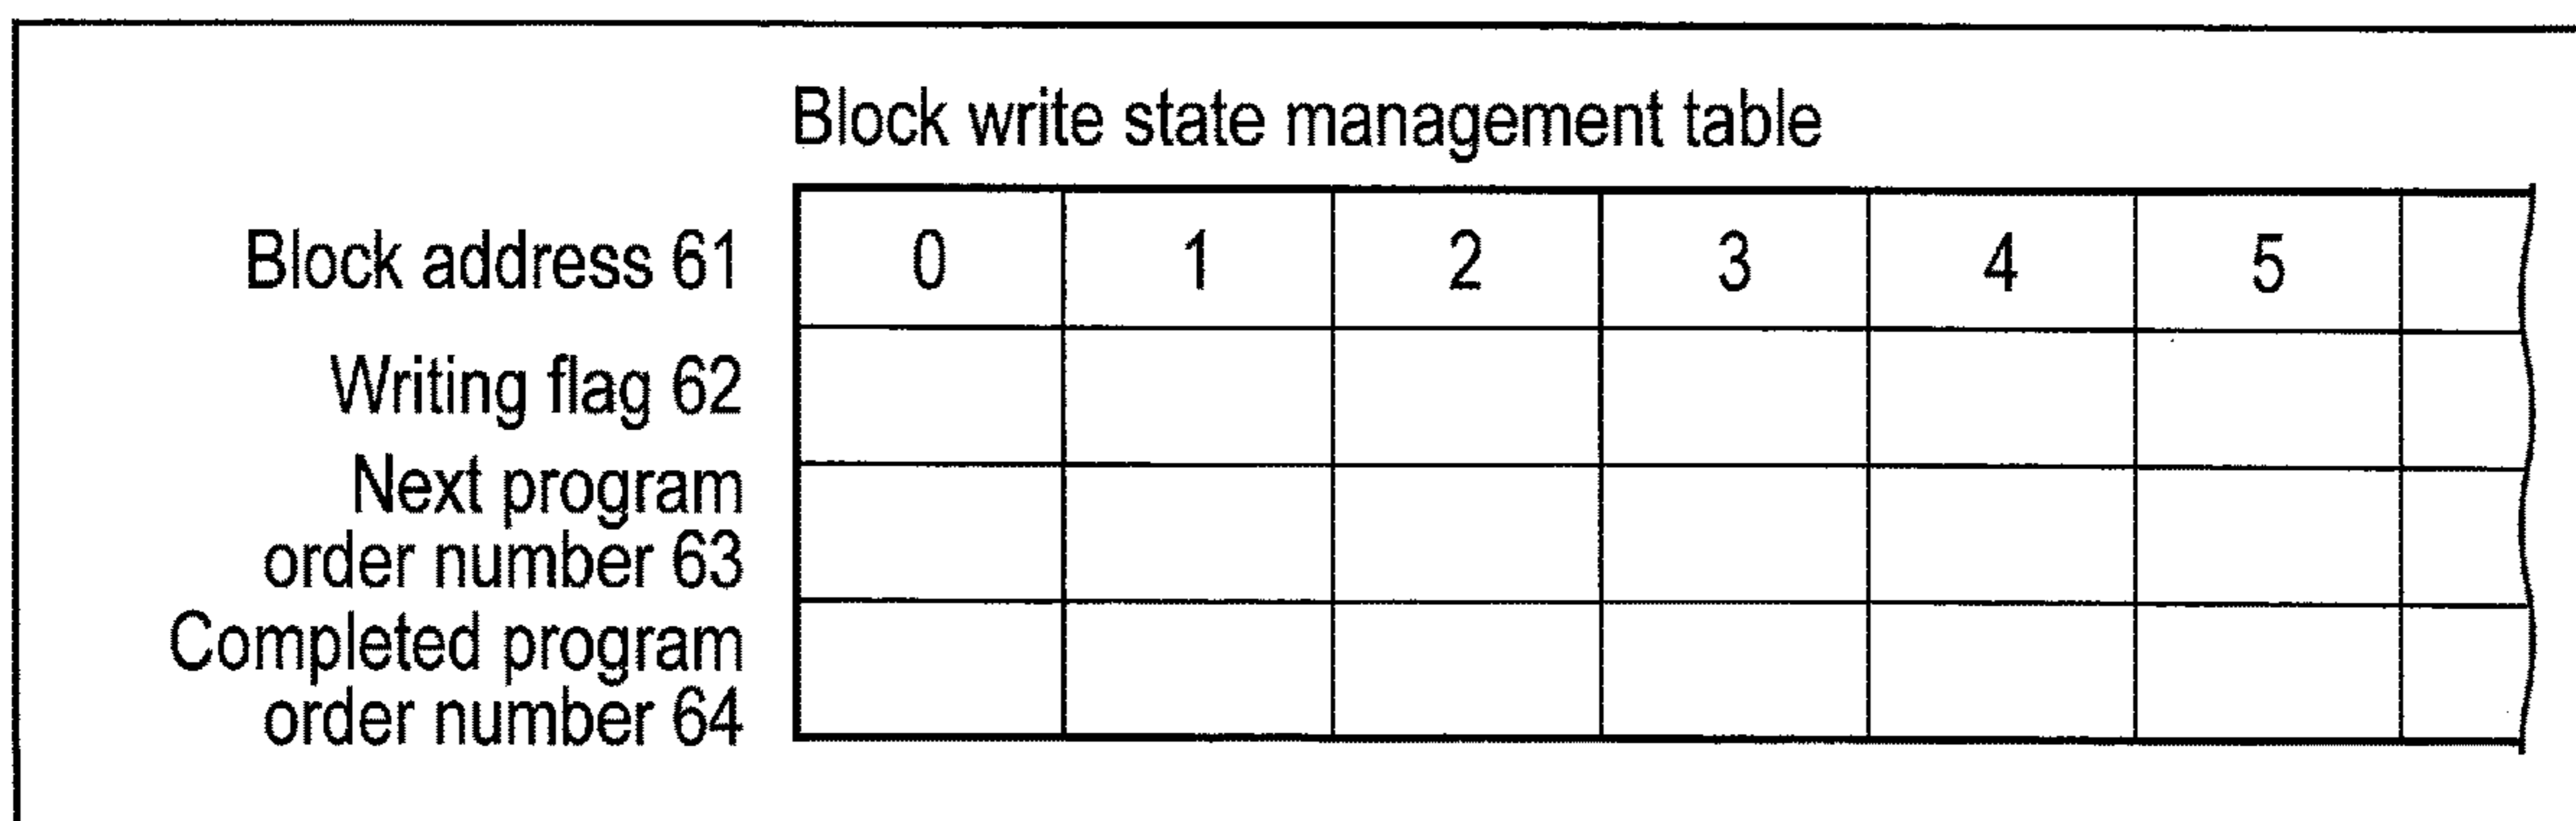 Block write state management table
Block address 61 0 1 2 3 4 5
Writing flag 62
Next program
order number 63
Completed program
order number 64